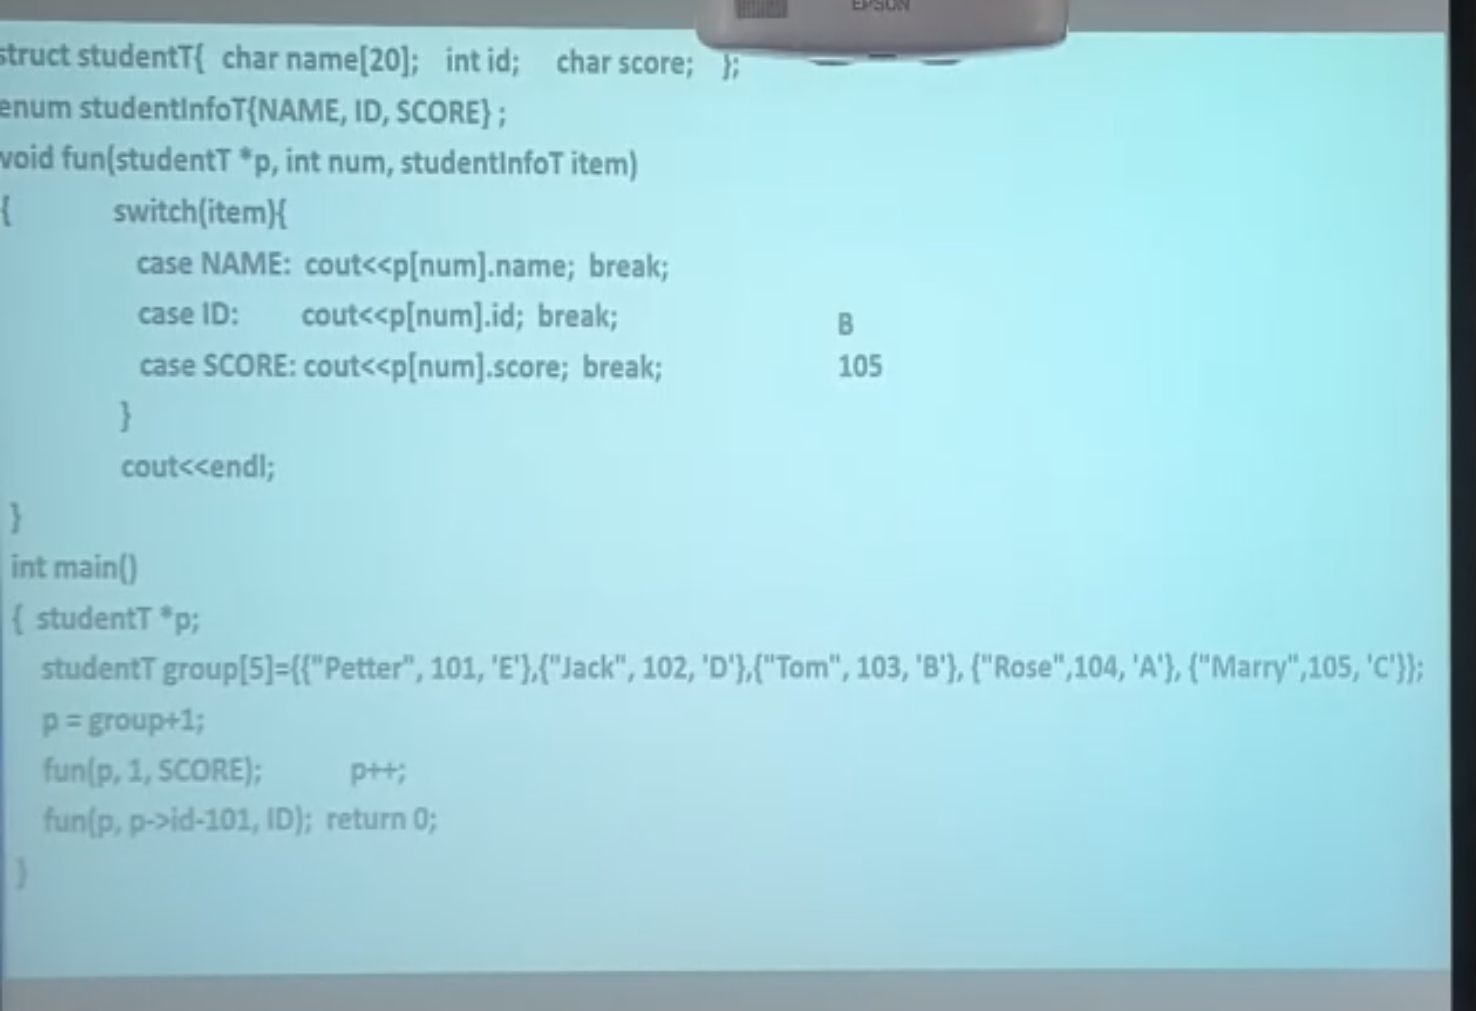 EPSON
struct studentT{ char name[20]; int id; char score; };
enum studentInfoT{NAME, ID, SCORE} ;
void fun(studentT *p, int num, studentInfoT item)
{ switch(item){
case NAME: cout<<p[num].name; break;
case ID: cout<<p[num].id; break;
B
case SCORE: cout<<p[num].score; break;
105
}
cout<<endl;
}
int main()
{ studentT *p;
studentT group[5]={{"Petter", 101, 'E'},{"Jack", 102, 'D'},{"Tom", 103, 'B'}, {"Rose",104, 'A'}, {"Marry",105, 'C'}};
p = group+1;
fun(p, 1, SCORE); p++;
fun(p, p->id-101, ID); return 0;
}